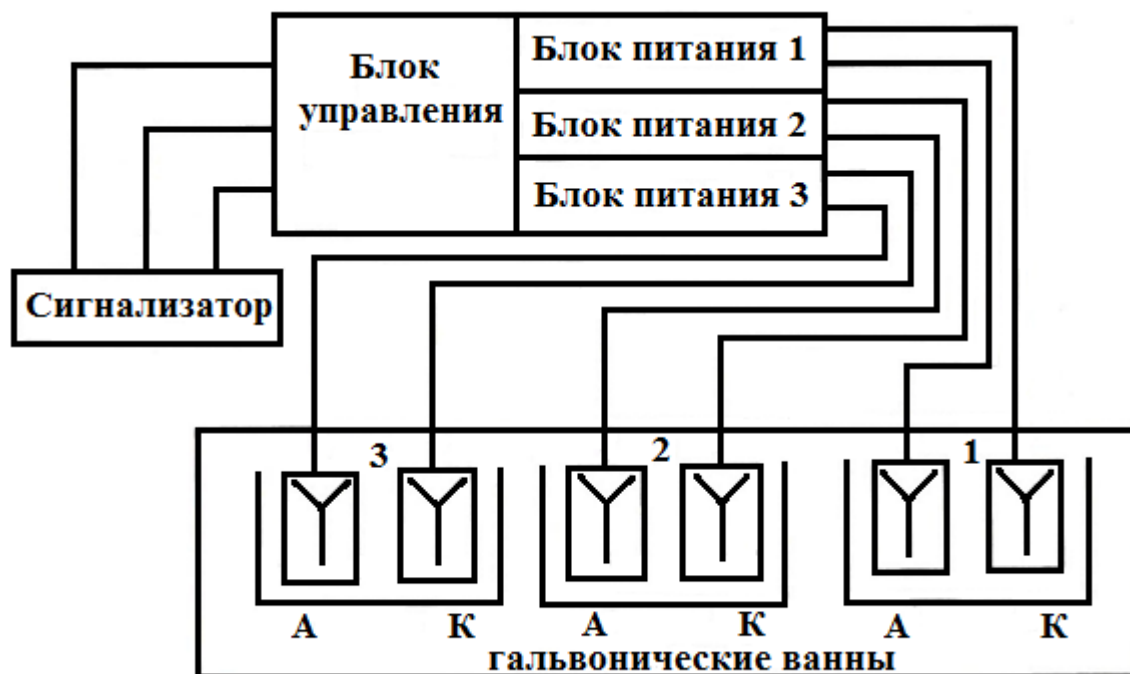 Блок
управления
Блок питания 1
Блок питания 2
Блок питания 3
Сигнализатор
3
2
1
А К
А К
А К
гальвонические ванны